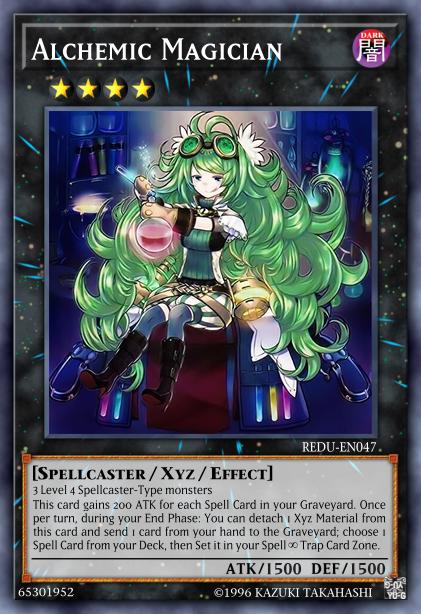 ALCHEMIC MAGICIAN
DARK
闇
REDU-EN047
[SPELLCASTER / XYZ / EFFECT]
3 Level 4 Spellcaster-Type monsters
This card gains 200 ATK for each Spell Card in your Graveyard. Once
per turn, during your End Phase: You can detach 1 Xyz Material from
this card and send 1 card from your hand to the Graveyard; choose 1
Spell Card from your Deck, then Set it in your Spell ∞ Trap Card Zone.
ATK/1500 DEF/1500
65301952
©1996 KAZUKI TAKAHASHI